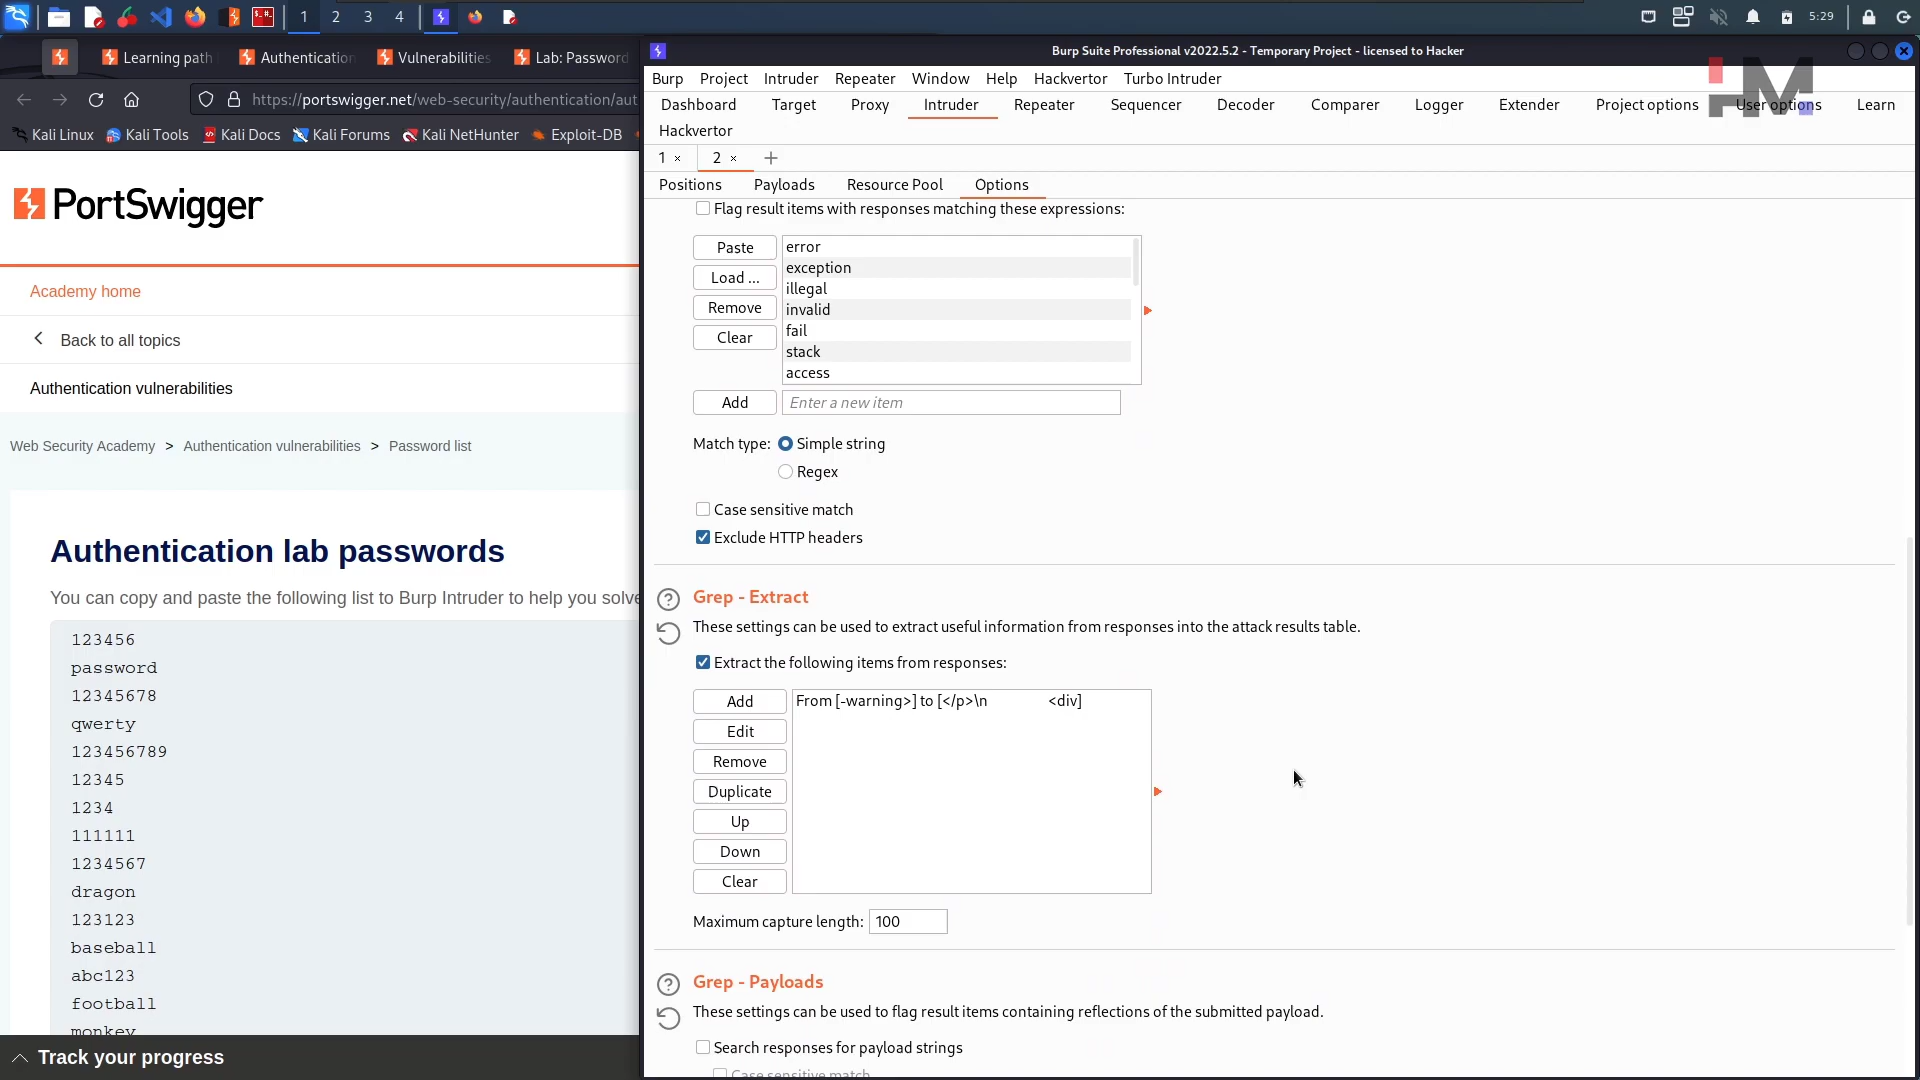 1
2
3
4
5:29
Learning path
Authentication
Vulnerabilities
Lab: Password
https://portswigger.net/web-security/authentication/aut
Kali Linux
Kali Tools
Kali Docs
Kali Forums
Kali NetHunter
Exploit-DB
PortSwigger
Academy home
Back to all topics
Authentication vulnerabilities
Web Security Academy > Authentication vulnerabilities > Password list
Authentication lab passwords
You can copy and paste the following list to Burp Intruder to help you solve
123456
password
12345678
qwerty
123456789
12345
1234
111111
1234567
dragon
123123
baseball
abc123
football
monkey
Track your progress
Burp Suite Professional v2022.5.2 - Temporary Project - licensed to Hacker
HM
Burp Project Intruder Repeater Window Help Hackvertor Turbo Intruder
Dashboard Target Proxy Intruder Repeater Sequencer Decoder Comparer Logger Extender Project options User options Learn
Hackvertor
1 × 2 × +
Positions Payloads Resource Pool Options
Flag result items with responses matching these expressions:
Paste
Load ...
Remove
Clear
error
exception
illegal
invalid
fail
stack
access
Add
Enter a new item
Match type: Simple string
Regex
Case sensitive match
Exclude HTTP headers
Grep - Extract
These settings can be used to extract useful information from responses into the attack results table.
Extract the following items from responses:
Add
Edit
Remove
Duplicate
Up
Down
Clear
From [-warning>] to [</p>\n <div]
Maximum capture length: 100
Grep - Payloads
These settings can be used to flag result items containing reflections of the submitted payload.
Search responses for payload strings
Case sensitive match